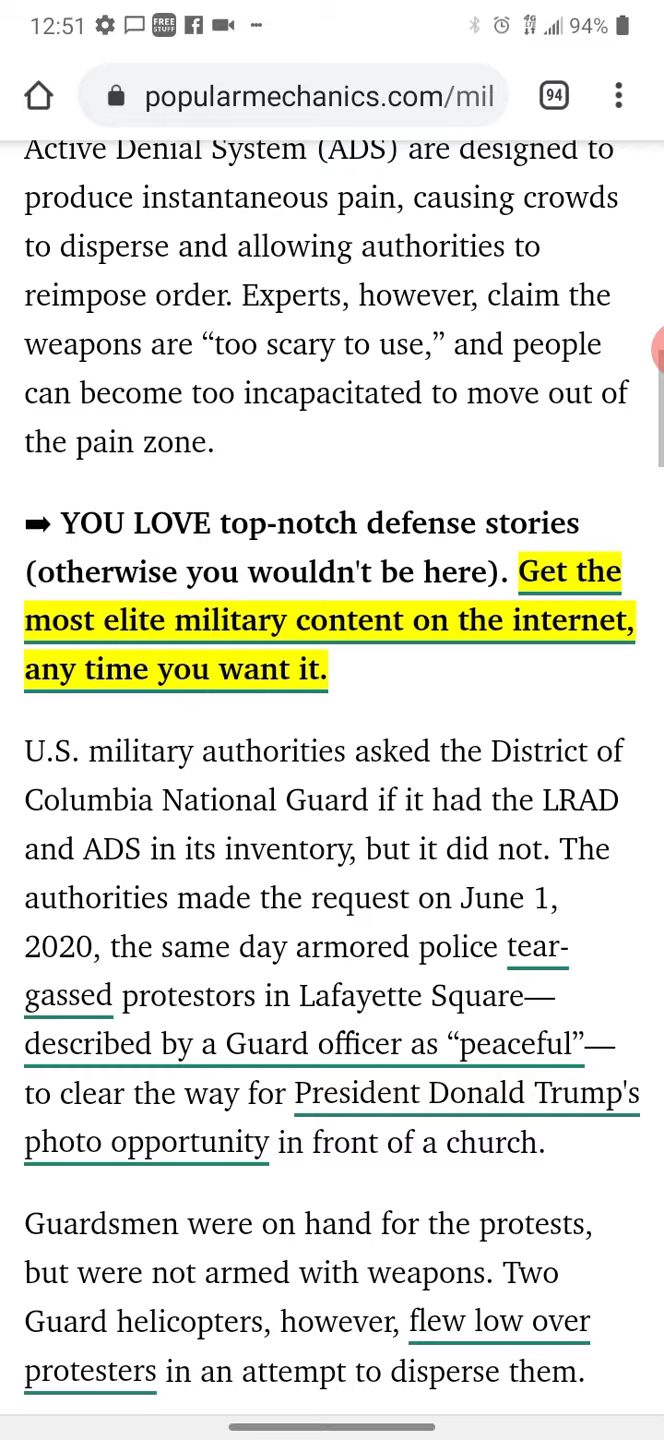 12:51
FREE STUFF
4G LTE
94%
popularmechanics.com/mil
94
Active Denial System (ADS) are designed to
produce instantaneous pain, causing crowds
to disperse and allowing authorities to
reimpose order. Experts, however, claim the
weapons are “too scary to use,” and people
can become too incapacitated to move out of
the pain zone.
➡ YOU LOVE top-notch defense stories
(otherwise you wouldn't be here). Get the
most elite military content on the internet,
any time you want it.
U.S. military authorities asked the District of
Columbia National Guard if it had the LRAD
and ADS in its inventory, but it did not. The
authorities made the request on June 1,
2020, the same day armored police tear-
gassed protestors in Lafayette Square—
described by a Guard officer as “peaceful”—
to clear the way for President Donald Trump's
photo opportunity in front of a church.
Guardsmen were on hand for the protests,
but were not armed with weapons. Two
Guard helicopters, however, flew low over
protesters in an attempt to disperse them.